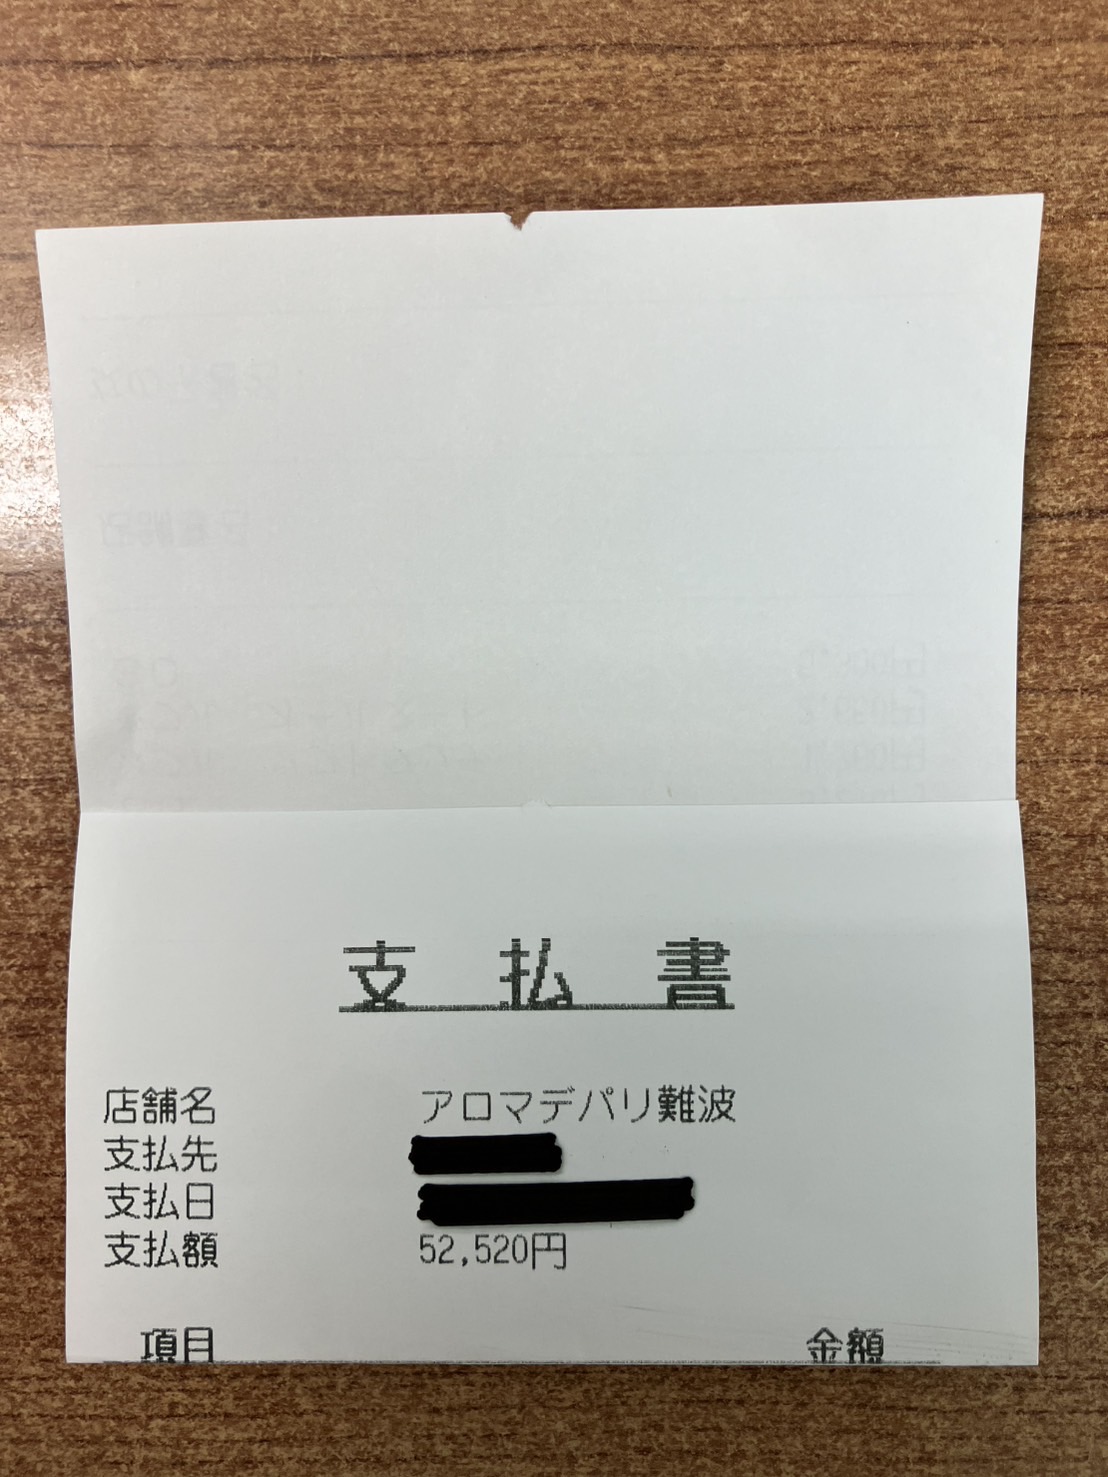 支払書
店舗名 アロマデパリ難波
支払先
支払日
支払額 52,520円
項目 金額